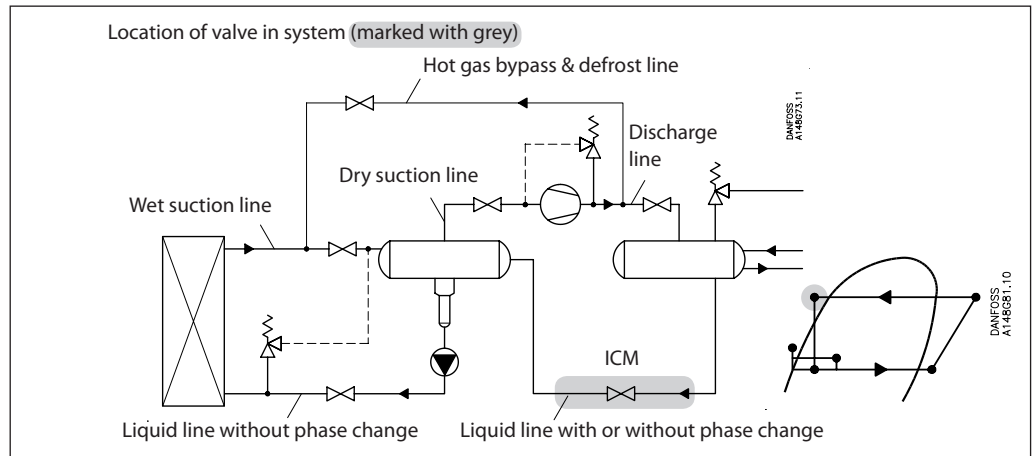 Location of valve in system (marked with grey)
Hot gas bypass & defrost line
DANFOSS
A148G73.11
Discharge
line
Dry suction line
Wet suction line
DANFOSS
A148G81.10
ICM
Liquid line without phase change
Liquid line with or without phase change